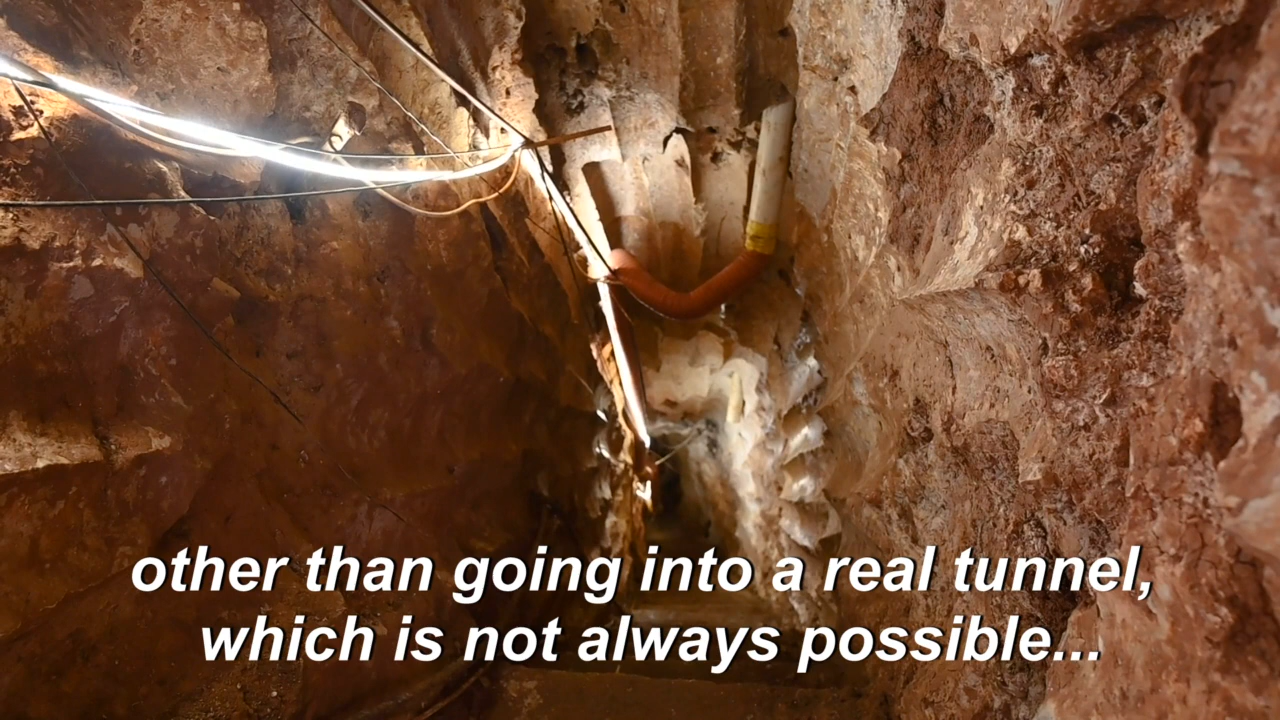 other than going into a real tunnel,
which is not always possible...